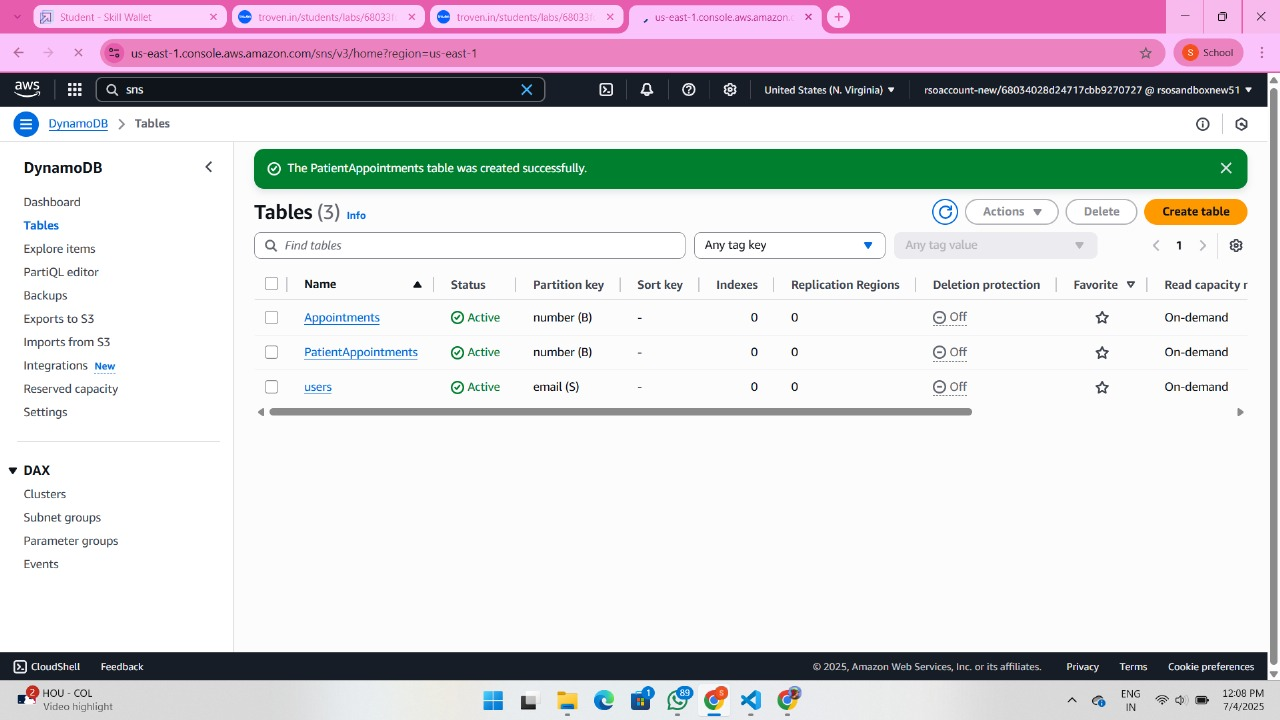 Student - Skill Wallet
troven.in/students/labs/68033f
troven.in/students/labs/68033f
us-east-1.console.aws.amazon.c
us-east-1.console.aws.amazon.com/sns/v3/home?region=us-east-1
S School
aws
sns
United States (N. Virginia)
rsoaccount-new/68034028d24717cbb9270727 @ rsosandboxnew51
DynamoDB
Tables
DynamoDB
Dashboard
Tables
Explore items
PartiQL editor
Backups
Exports to S3
Imports from S3
Integrations New
Reserved capacity
Settings
DAX
Clusters
Subnet groups
Parameter groups
Events
The PatientAppointments table was created successfully.
Tables (3) Info
Actions
Delete
Create table
Find tables
Any tag key
Any tag value
1
Name Status Partition key Sort key Indexes Replication Regions Deletion protection Favorite Read capacity r
Appointments Active number (B) - 0 0 Off On-demand
PatientAppointments Active number (B) - 0 0 Off On-demand
users Active email (S) - 0 0 Off On-demand
CloudShell
Feedback
© 2025, Amazon Web Services, Inc. or its affiliates.
Privacy
Terms
Cookie preferences
2
HOU - COL
Video highlight
1
89
S
ENG
IN
12:08 PM
7/4/2025